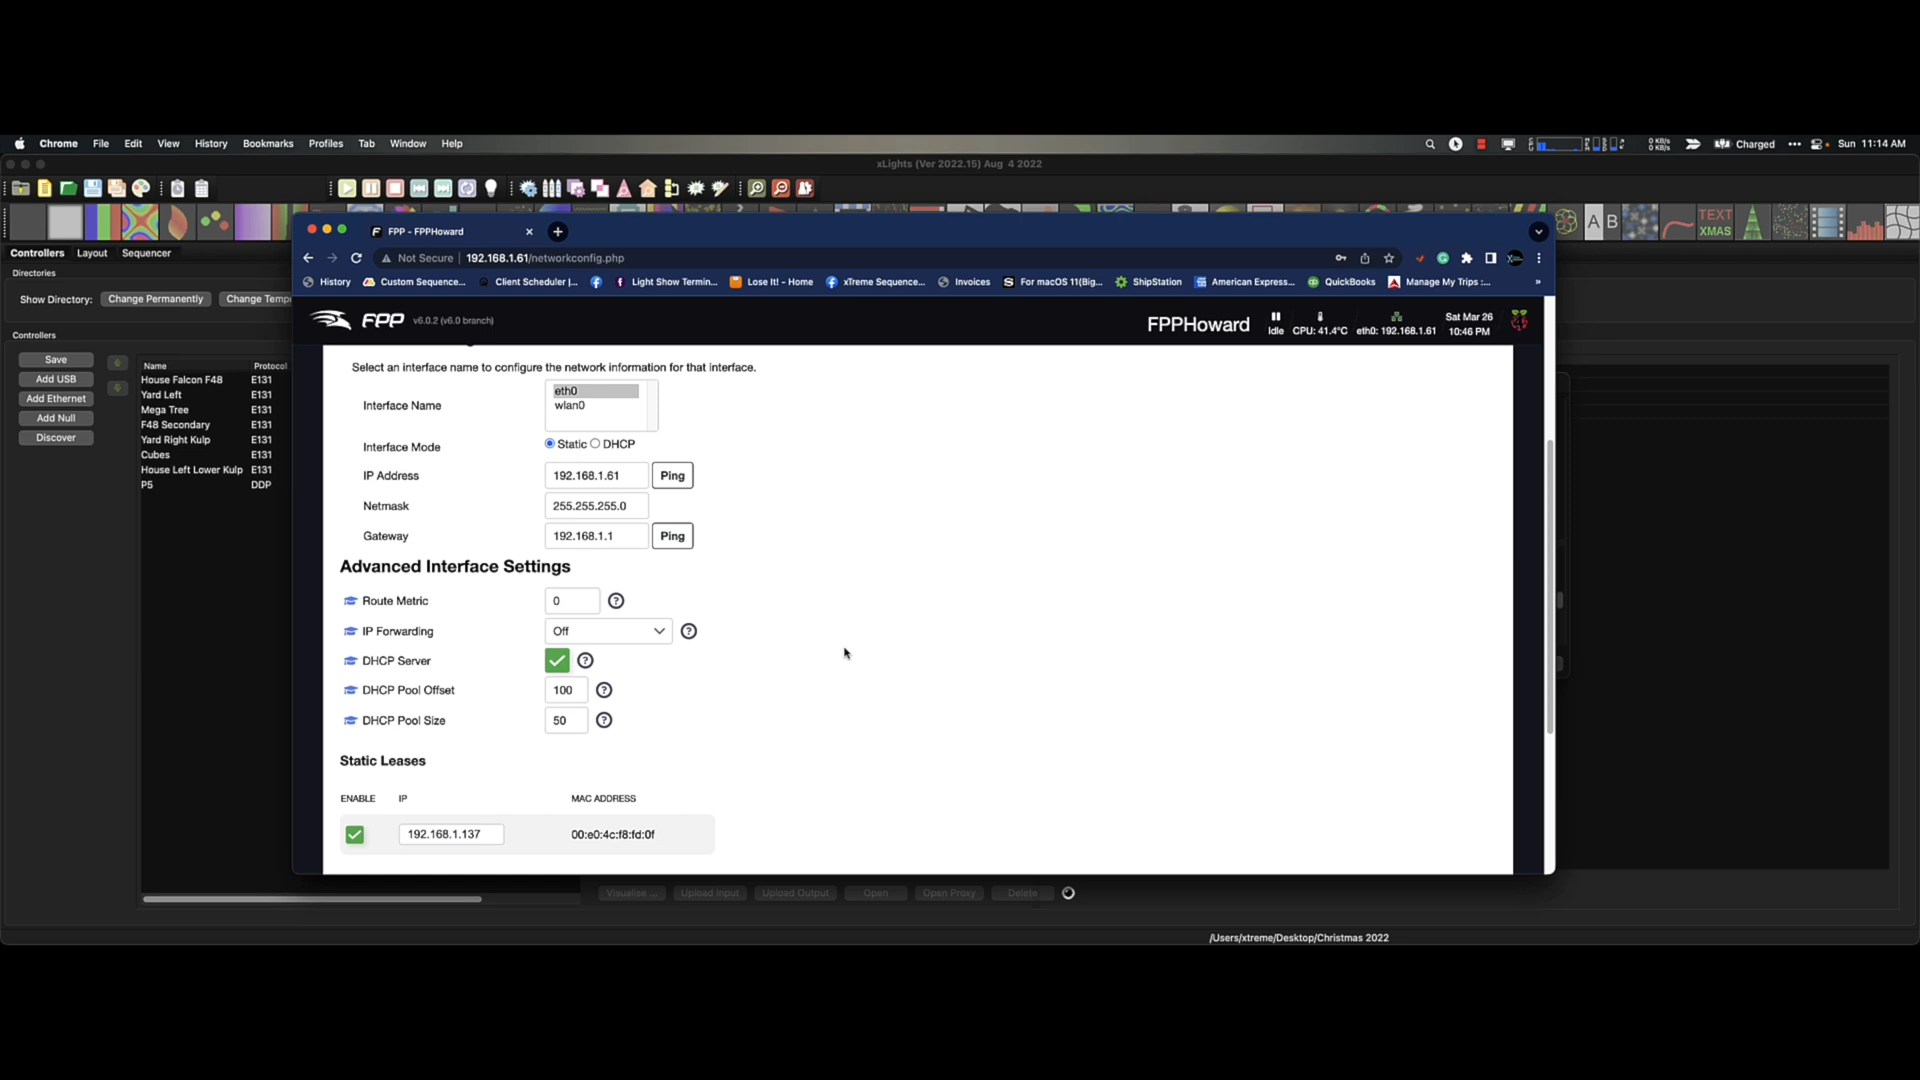 Chrome File Edit View History Bookmarks Profiles Tab Window Help
0 KB/s
0 KB/s
Charged ••• Sun 11:14 AM
xLights (Ver 2022.15) Aug 4 2022
TEXT
XMAS
A B
FPP - FPPHoward
Controllers Layout Sequencer
Not Secure 192.168.1.61/networkconfig.php
Directories
Show Directory: Change Permanently Change Temp
History Custom Sequence... Client Scheduler |... Light Show Termin... Lose It! - Home xTreme Sequence... Invoices For macOS 11(Big... ShipStation American Express... QuickBooks Manage My Trips :... »
FPP v6.0.2 (v6.0 branch)
FPPHoward Idle CPU: 41.4°C eth0: 192.168.1.61 Sat Mar 26
10:46 PM
Controllers
Save
Add USB
Add Ethernet
Add Null
Discover
Name Protocol
House Falcon F48 E131
Yard Left E131
Mega Tree E131
F48 Secondary E131
Yard Right Kulp E131
Cubes E131
House Left Lower Kulp E131
P5 DDP
Select an interface name to configure the network information for that interface.
Interface Name eth0
wlan0
Interface Mode Static DHCP
IP Address 192.168.1.61 Ping
Netmask 255.255.255.0
Gateway 192.168.1.1 Ping
Advanced Interface Settings
Route Metric 0 ?
IP Forwarding Off ?
DHCP Server ?
DHCP Pool Offset 100 ?
DHCP Pool Size 50 ?
Static Leases
ENABLE IP MAC ADDRESS
192.168.1.137 00:e0:4c:f8:fd:0f
Visualise ... Upload Input Upload Output Open Open Proxy Delete
/Users/xtreme/Desktop/Christmas 2022